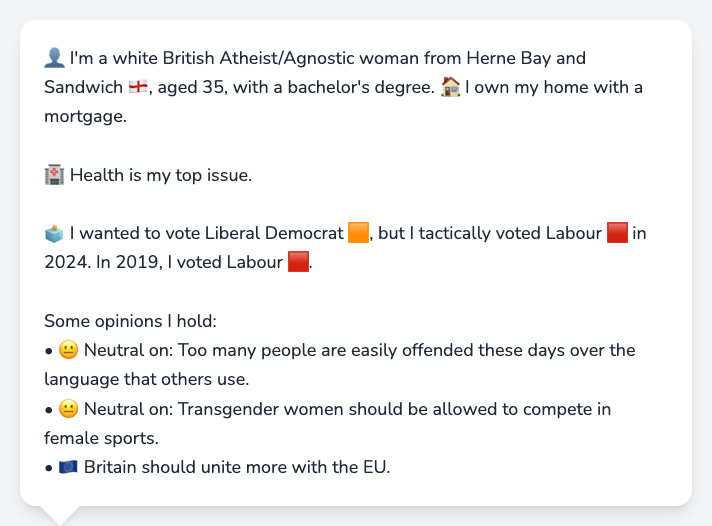 👤 I'm a white British Atheist/Agnostic woman from Herne Bay and
Sandwich 🏴󠁧󠁢󠁥󠁮󠁧󠁿, aged 35, with a bachelor's degree. 🏠 I own my home with a
mortgage.
🏥 Health is my top issue.
🗳️ I wanted to vote Liberal Democrat 🟧, but I tactically voted Labour 🟥 in
2024. In 2019, I voted Labour 🟥.
Some opinions I hold:
• 😐 Neutral on: Too many people are easily offended these days over the
language that others use.
• 😐 Neutral on: Transgender women should be allowed to compete in
female sports.
• 🇪🇺 Britain should unite more with the EU.